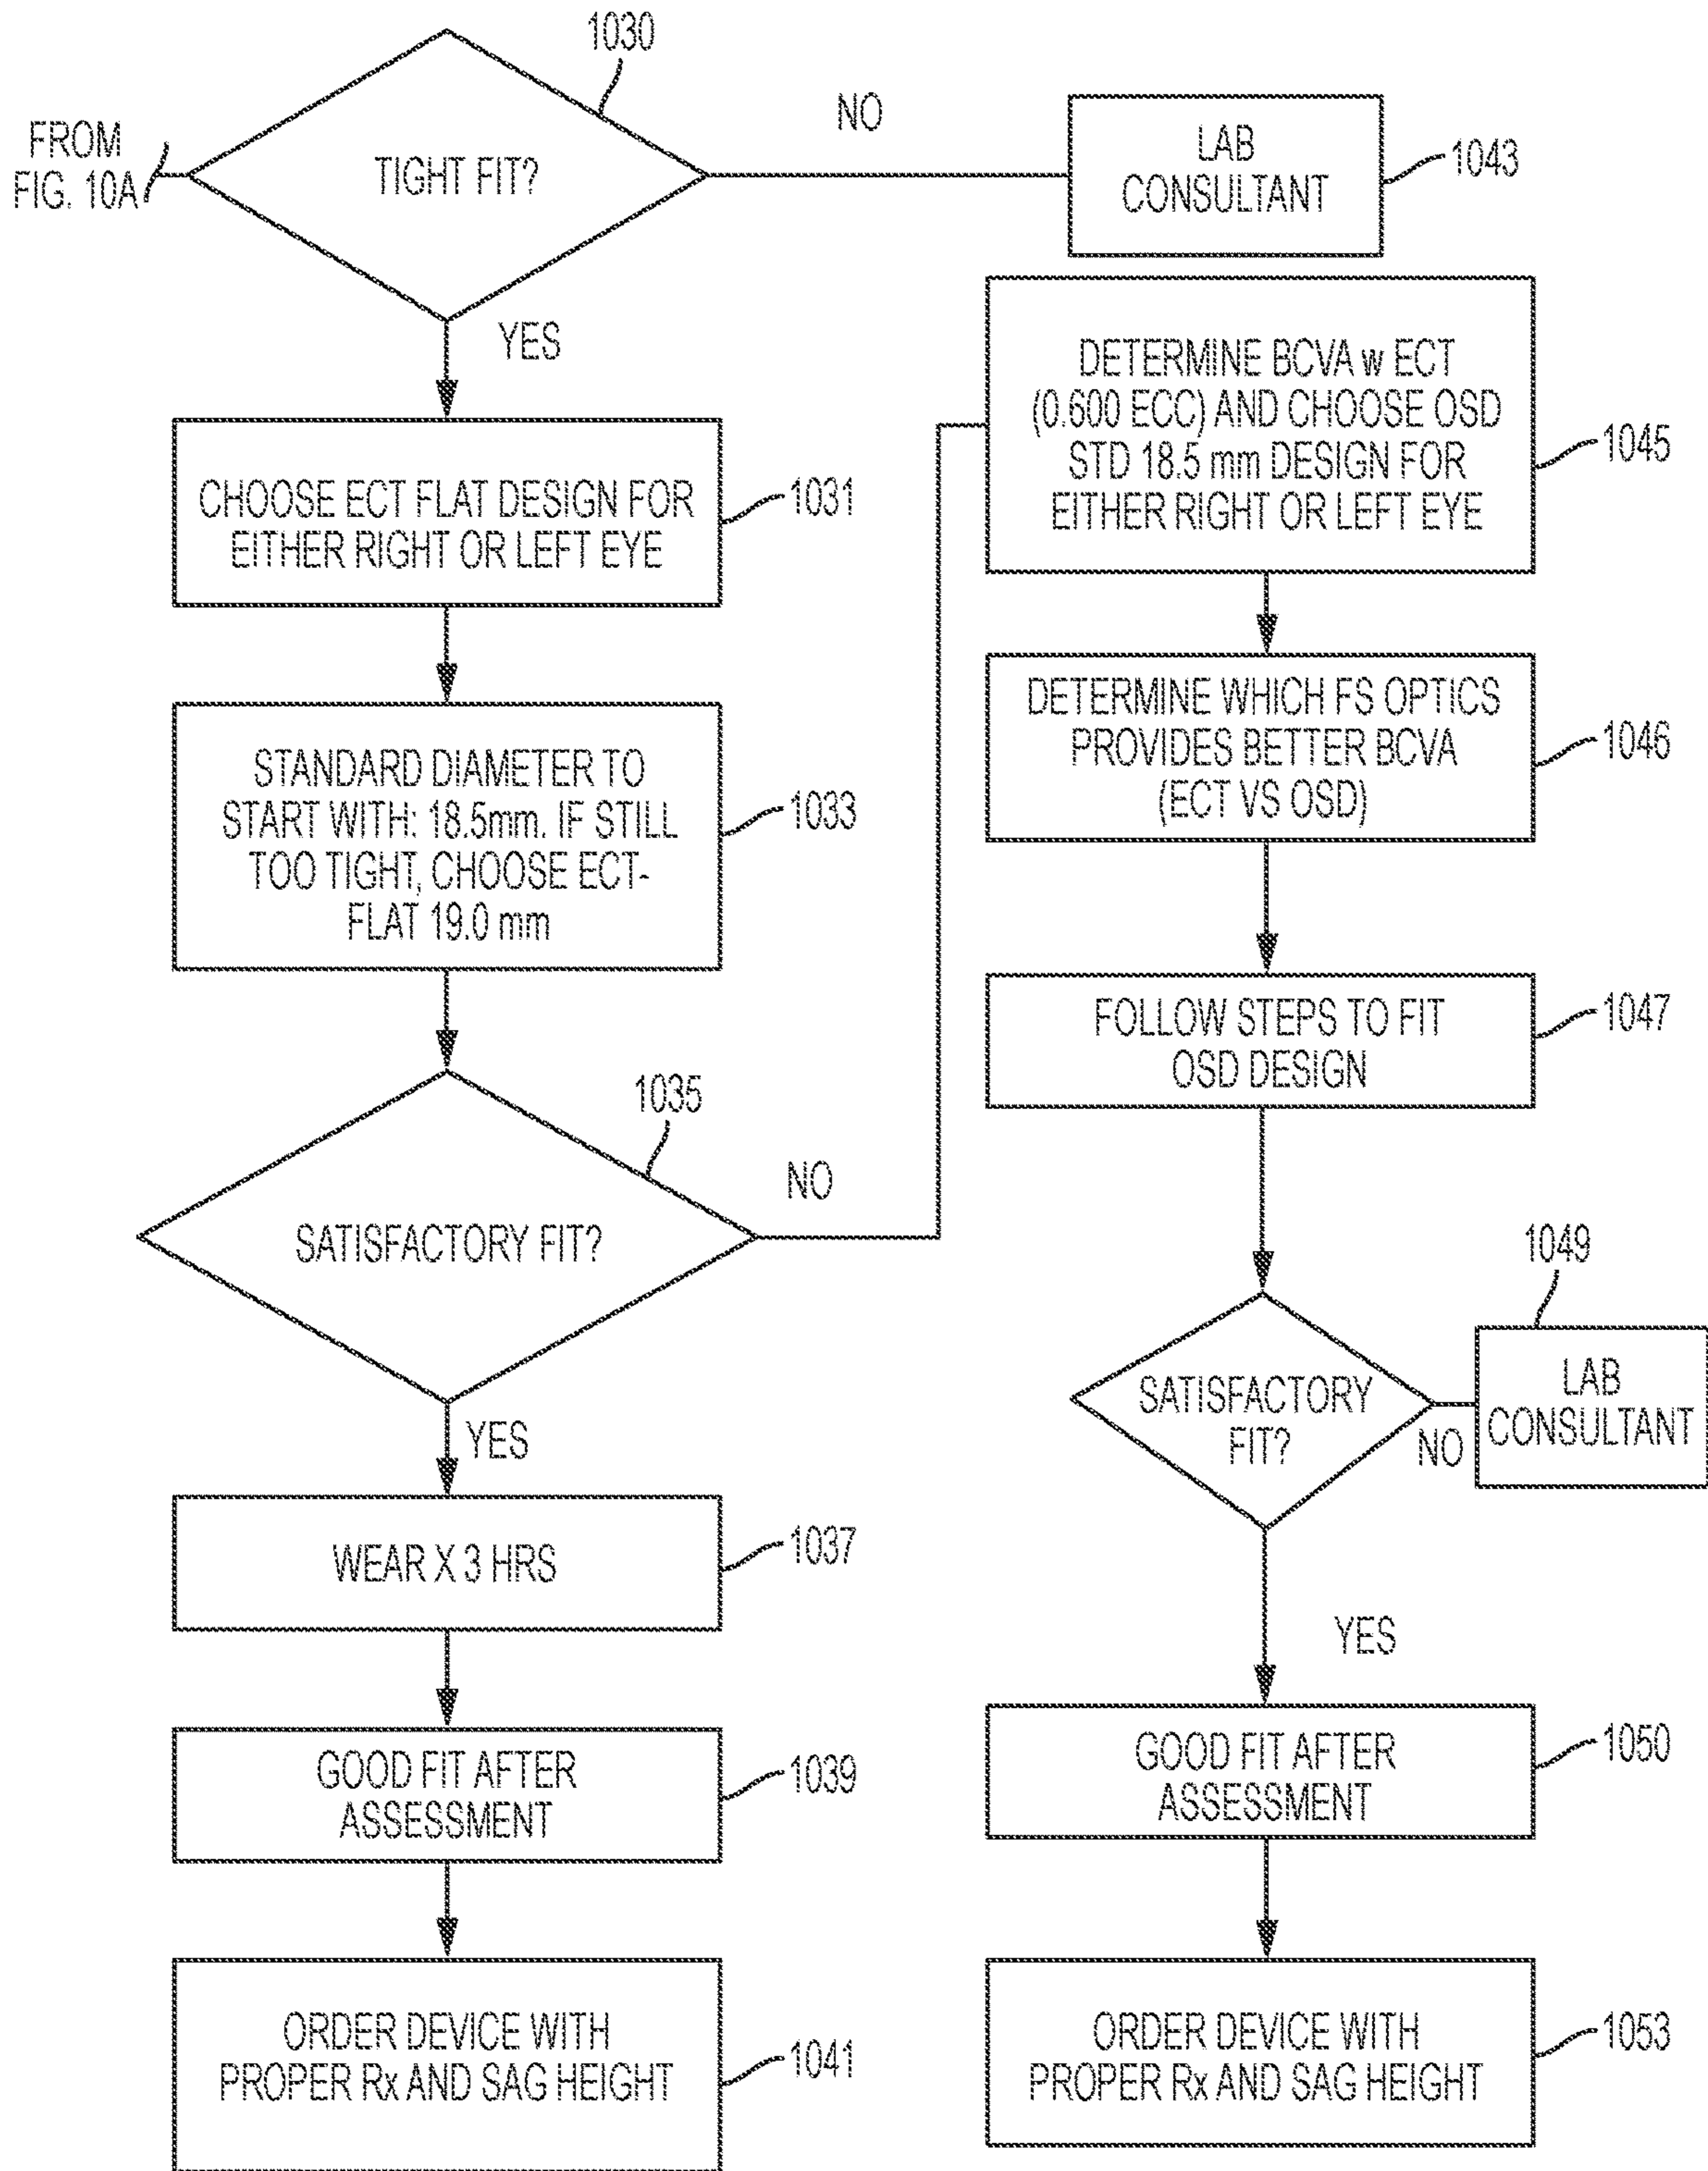 FROM
FIG. 10A
1030
TIGHT FIT?
NO
LAB
CONSULTANT
1043
YES
CHOOSE ECT FLAT DESIGN FOR
EITHER RIGHT OR LEFT EYE
1031
STANDARD DIAMETER TO
START WITH: 18.5mm. IF STILL
TOO TIGHT, CHOOSE ECT-
FLAT 19.0 mm
1033
1035
SATISFACTORY FIT?
NO
YES
WEAR X 3 HRS
1037
GOOD FIT AFTER
ASSESSMENT
1039
ORDER DEVICE WITH
PROPER Rx AND SAG HEIGHT
1041
DETERMINE BCVA w ECT
(0.600 ECC) AND CHOOSE OSD
STD 18.5 mm DESIGN FOR
EITHER RIGHT OR LEFT EYE
1045
DETERMINE WHICH FS OPTICS
PROVIDES BETTER BCVA
(ECT VS OSD)
1046
FOLLOW STEPS TO FIT
OSD DESIGN
1047
SATISFACTORY
FIT?
NO
1049
LAB
CONSULTANT
YES
GOOD FIT AFTER
ASSESSMENT
1050
ORDER DEVICE WITH
PROPER Rx AND SAG HEIGHT
1053